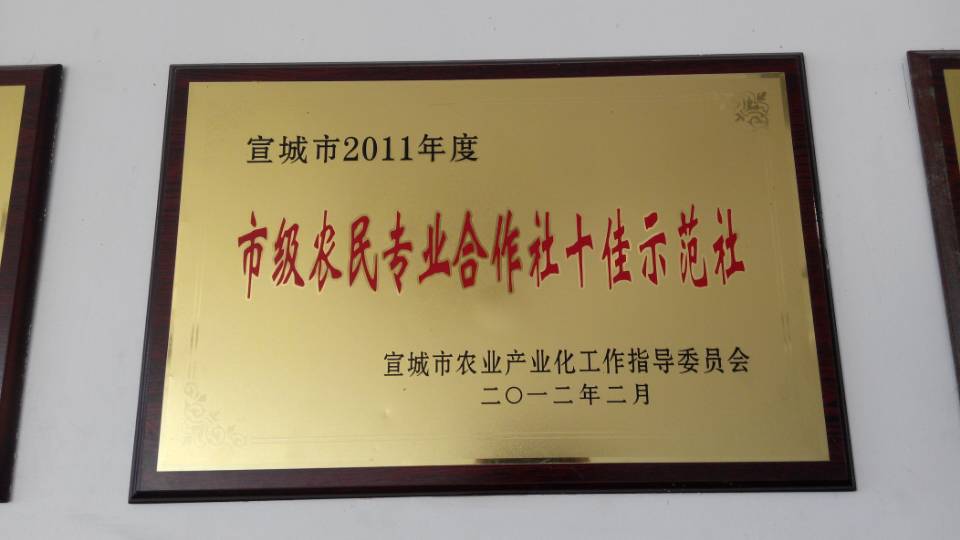 宣城市2011年度
市级农民专业合作社十佳示范社
宣城市农业产业化工作指导委员会
二〇一二年二月